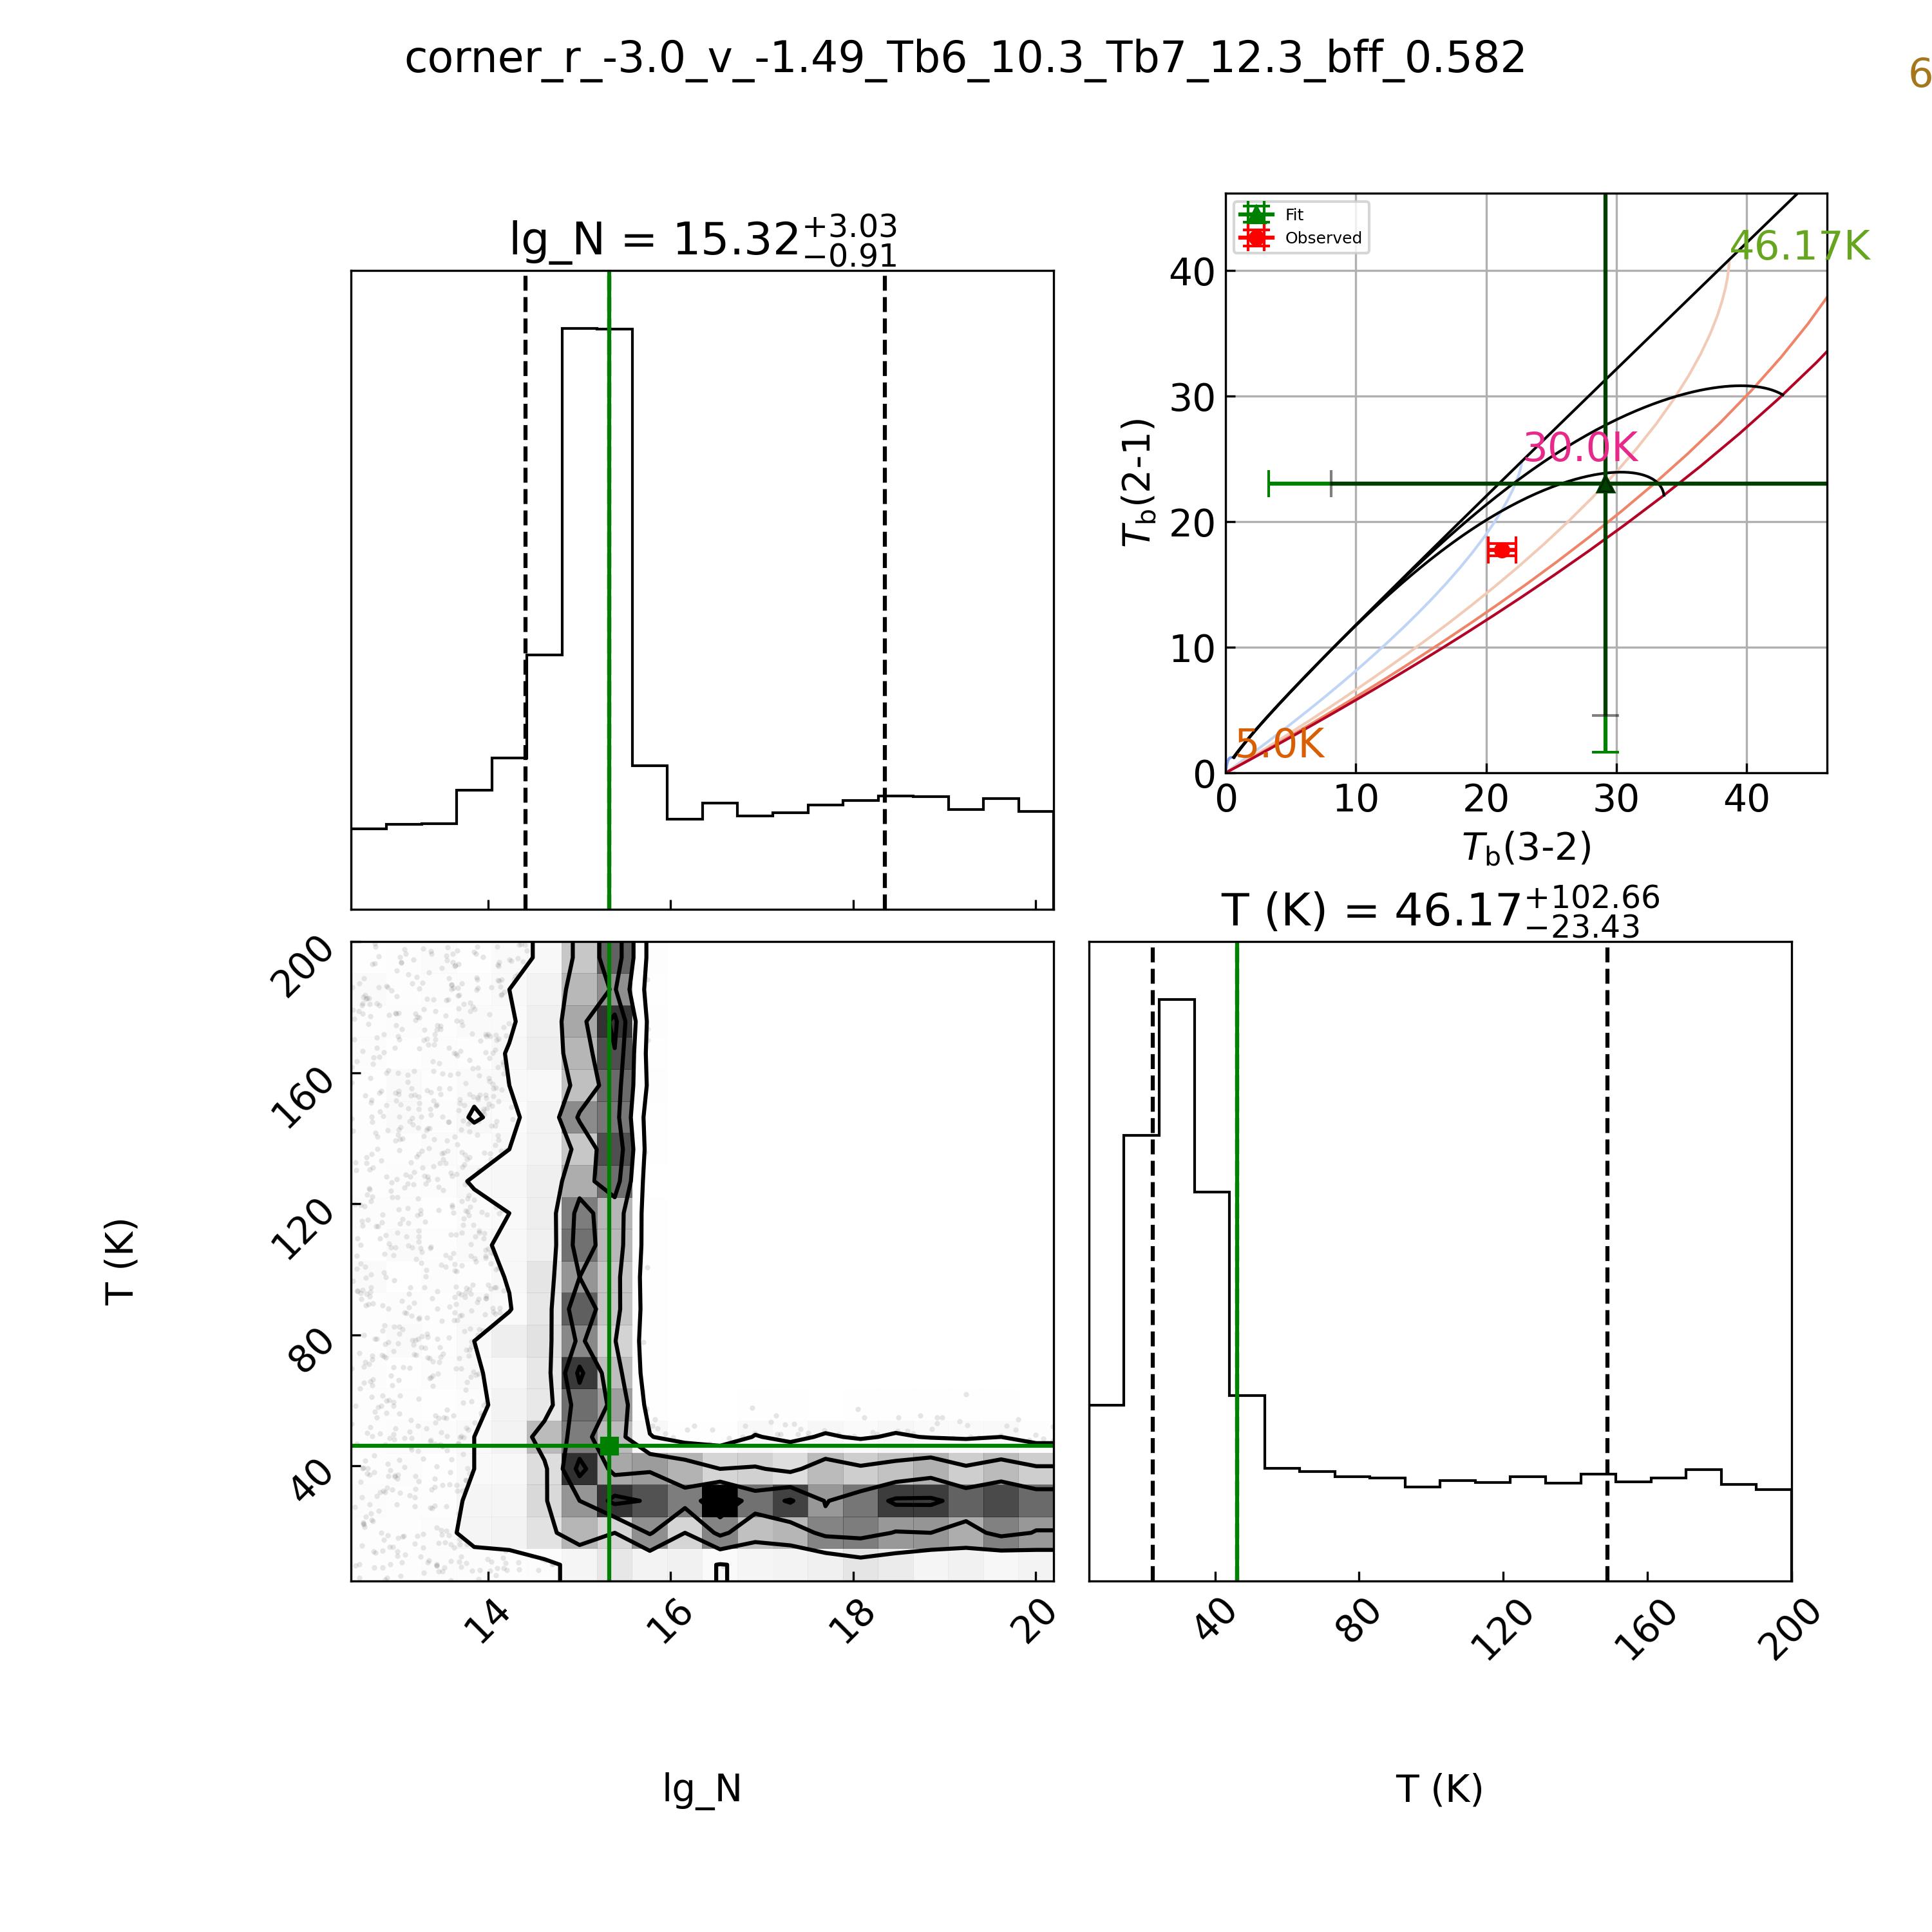 corner_r_-3.0_v_-1.49_Tb6_10.3_Tb7_12.3_bff_0.582
6
lg_N = 15.32+3.03−0.91
Fit
Observed
46.17K
30.0K
5.0K
40
30
20
10
0
Tb(2-1)
0 10 20 30 40
Tb(3-2)
T (K) = 46.17+102.66−23.43
200
160
120
80
40
T (K)
14 16 18 20
lg_N
40 80 120 160 200
T (K)